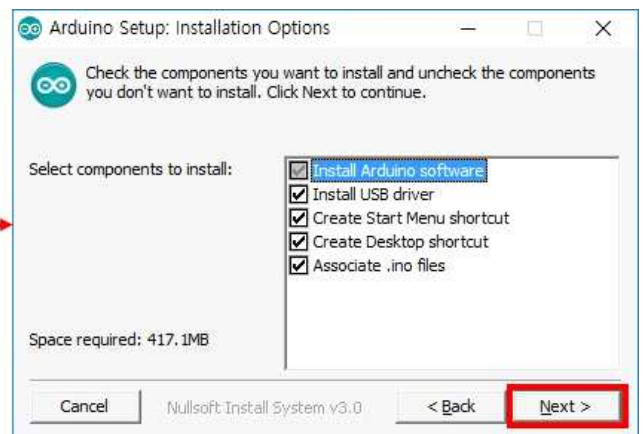 Arduino Setup: Installation Options
Check the components you want to install and uncheck the components
you don't want to install. Click Next to continue.
Select components to install:
Install Arduino software
Install USB driver
Create Start Menu shortcut
Create Desktop shortcut
Associate .ino files
Space required: 417.1MB
Cancel
Nullsoft Install System v3.0
< Back
Next >